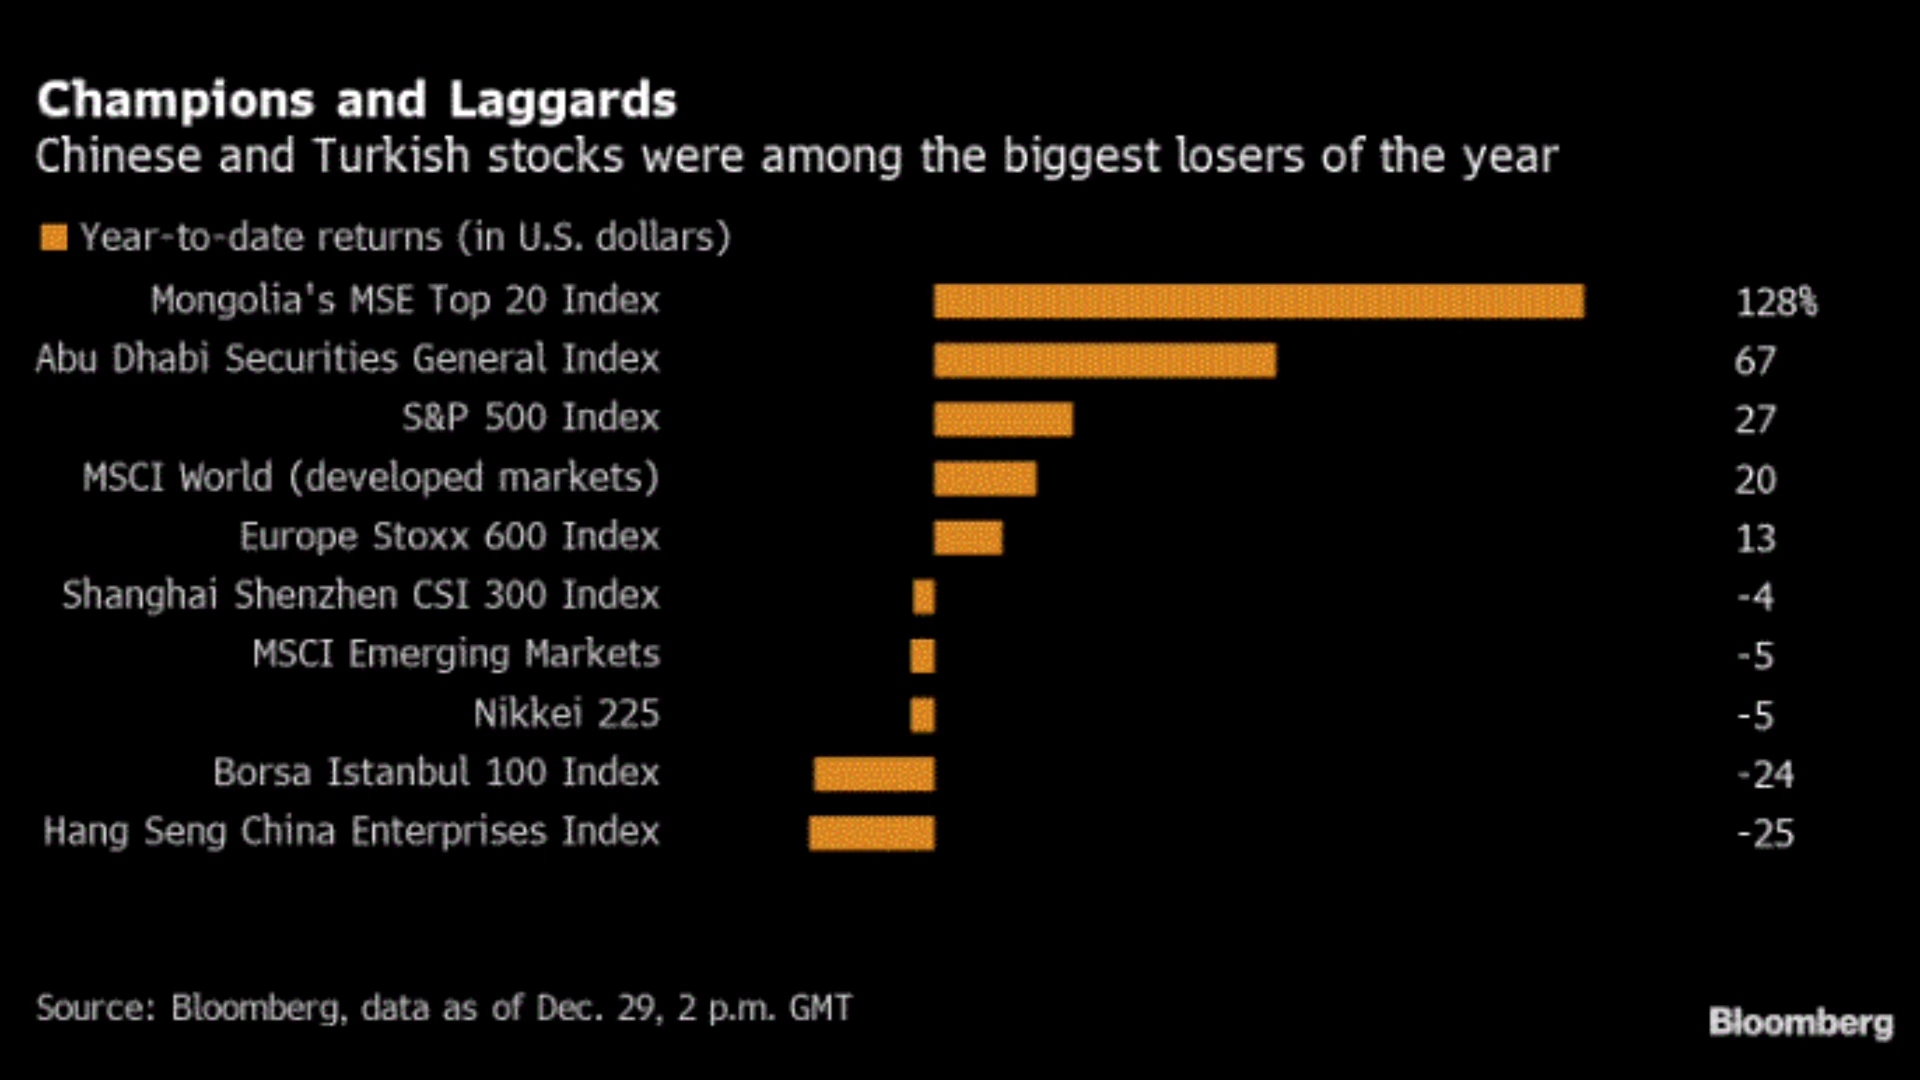 Champions and Laggards
Chinese and Turkish stocks were among the biggest losers of the year
Year-to-date returns (in U.S. dollars)
Mongolia's MSE Top 20 Index 128%
Abu Dhabi Securities General Index 67
S&P 500 Index 27
MSCI World (developed markets) 20
Europe Stoxx 600 Index 13
Shanghai Shenzhen CSI 300 Index -4
MSCI Emerging Markets -5
Nikkei 225 -5
Borsa Istanbul 100 Index -24
Hang Seng China Enterprises Index -25
Source: Bloomberg, data as of Dec. 29, 2 p.m. GMT
Bloomberg